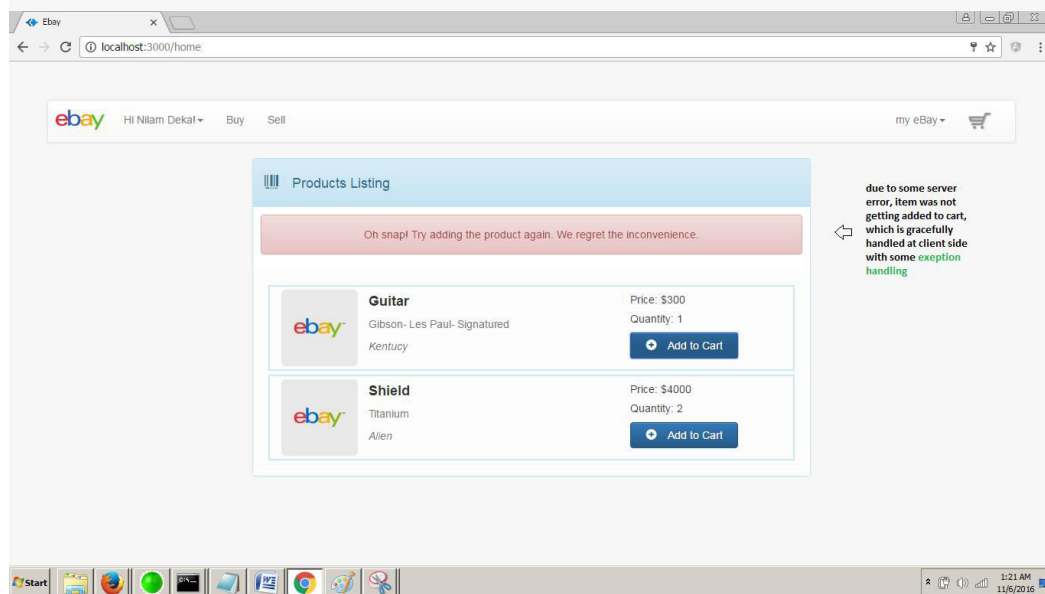 Ebay
localhost:3000/home
ebay Hi Nilam Deka! Buy Sell my eBay
Products Listing
Oh snap! Try adding the product again. We regret the inconvenience.
due to some server
error, item was not
getting added to cart,
which is gracefully
handled at client side
with some exeption
handling
ebay
Guitar
Gibson- Les Paul- Signatured
Kentucy
Price: $300
Quantity: 1
Add to Cart
ebay
Shield
Titanium
Alien
Price: $4000
Quantity: 2
Add to Cart
Start
1:21 AM
11/6/2016